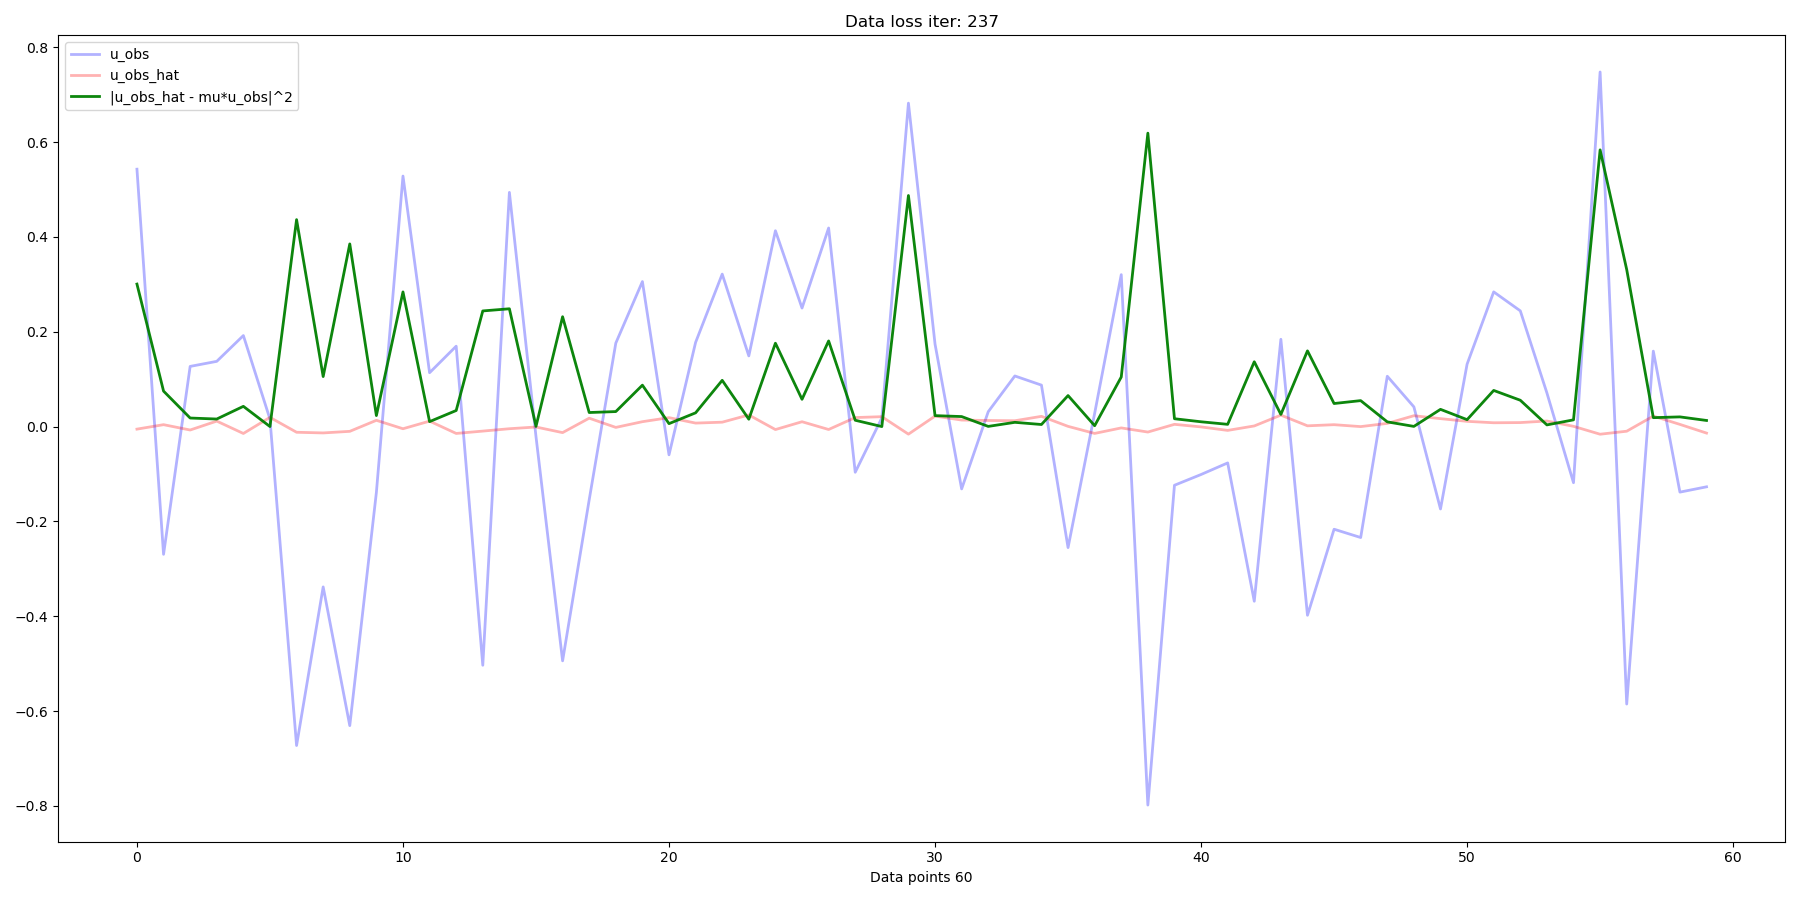 Data loss iter: 237
u_obs
u_obs_hat
|u_obs_hat - mu*u_obs|^2
0.8
0.6
0.4
0.2
0.0
−0.2
−0.4
−0.6
−0.8
0 10 20 30 40 50 60
Data points 60